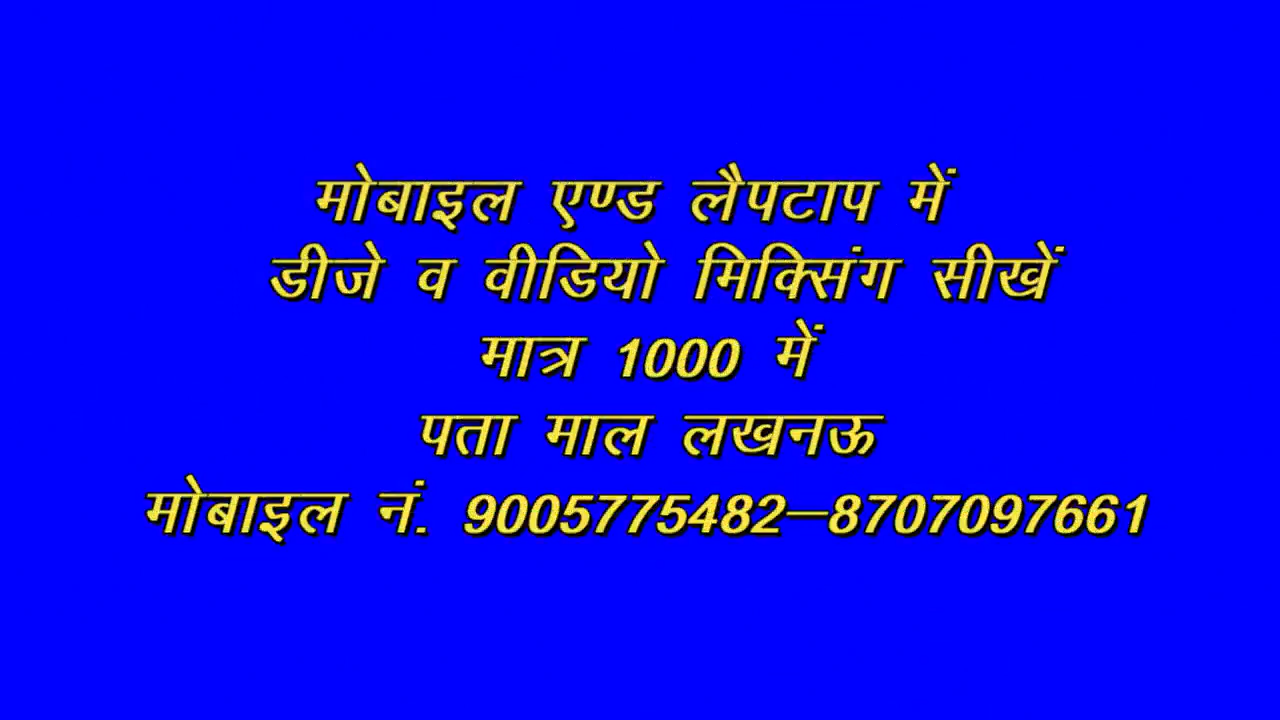 मोबाइल एण्ड लैपटाप में
डीजे व वीडियो मिक्सिंग सीखें
मात्र 1000 में
पता माल लखनऊ
मोबाइल नं. 9005775482–8707097661